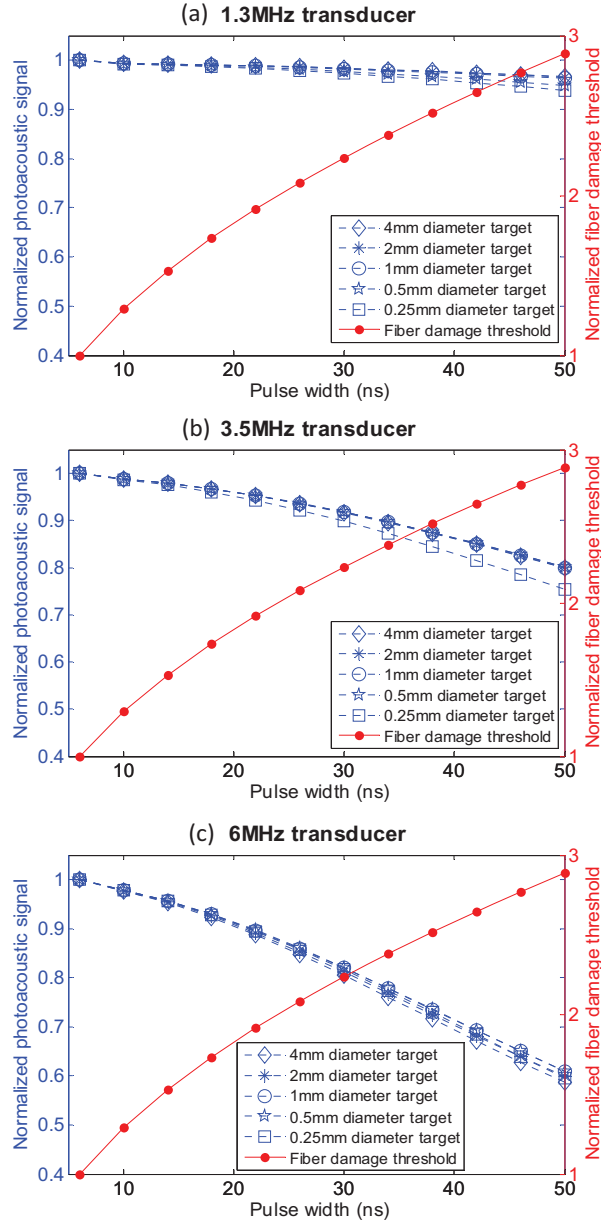 (a) 1.3MHz transducer
Normalized photoacoustic signal
1
0.9
0.8
0.7
0.6
0.5
0.4
3
2
1
Normalized fiber damage threshold
4mm diameter target
2mm diameter target
1mm diameter target
0.5mm diameter target
0.25mm diameter target
Fiber damage threshold
10 20 30 40 50
Pulse width (ns)
(b) 3.5MHz transducer
Normalized photoacoustic signal
1
0.9
0.8
0.7
0.6
0.5
0.4
3
2
1
Normalized fiber damage threshold
4mm diameter target
2mm diameter target
1mm diameter target
0.5mm diameter target
0.25mm diameter target
Fiber damage threshold
10 20 30 40 50
Pulse width (ns)
(c) 6MHz transducer
Normalized photoacoustic signal
1
0.9
0.8
0.7
0.6
0.5
0.4
3
2
1
Normalized fiber damage threshold
4mm diameter target
2mm diameter target
1mm diameter target
0.5mm diameter target
0.25mm diameter target
Fiber damage threshold
10 20 30 40 50
Pulse width (ns)